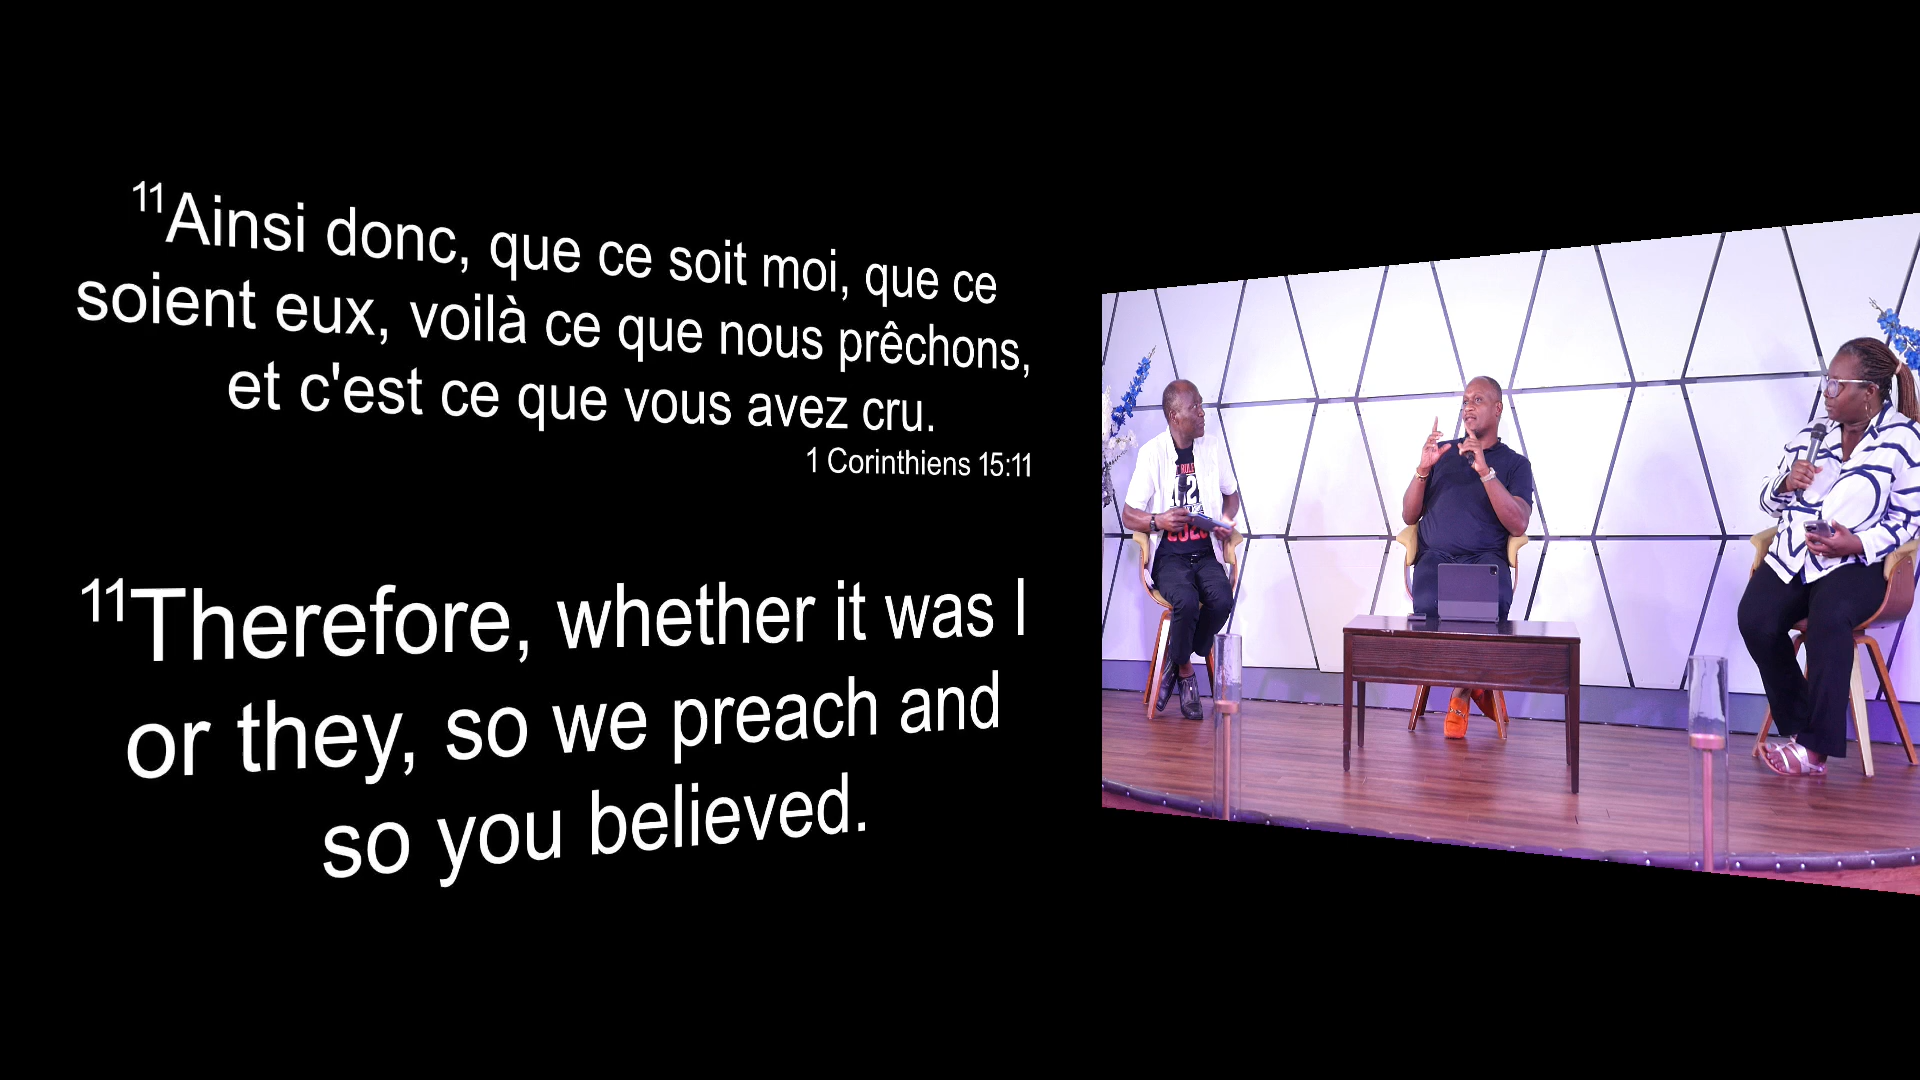 11Ainsi donc, que ce soit moi, que ce
soient eux, voilà ce que nous prêchons,
et c'est ce que vous avez cru.
1 Corinthiens 15:11
11Therefore, whether it was I
or they, so we preach and
so you believed.